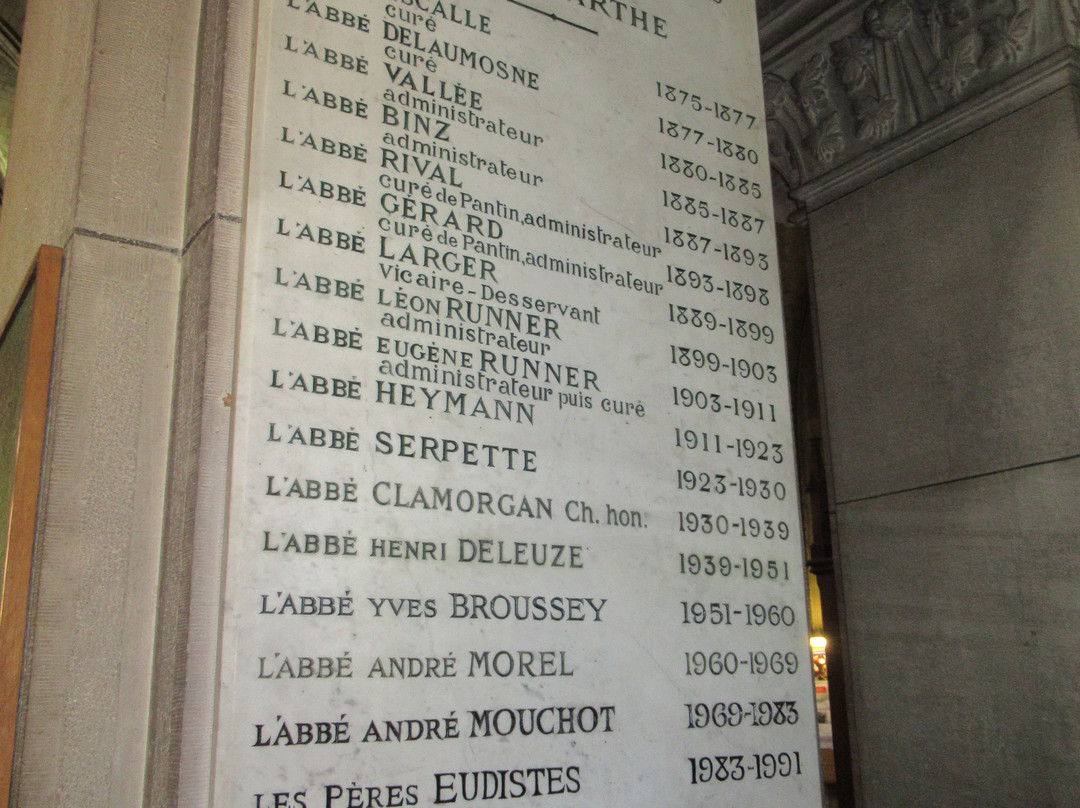 ARTHE
SCALLE 1875-1877
curé
L'ABBÉ DELAUMOSNE 1877-1880
curé
L'ABBÉ VALLÉE 1880-1885
administrateur
L'ABBÉ BINZ 1885-1887
administrateur
L'ABBÉ RIVAL 1887-1893
curé de Pantin, administrateur
L'ABBÉ GÉRARD 1893-1898
curé de Pantin, administrateur
L'ABBÉ LARGER 1889-1899
vicaire-Desservant
L'ABBÉ LÉON RUNNER 1899-1903
administrateur
L'ABBÉ EUGÈNE RUNNER 1903-1911
administrateur puis curé
L'ABBÉ HEYMANN 1911-1923
L'ABBÉ SERPETTE 1923-1930
L'ABBÉ CLAMORGAN Ch. hon. 1930-1939
L'ABBÉ HENRI DELEUZE 1939-1951
L'ABBÉ YVES BROUSSEY 1951-1960
L'ABBÉ ANDRÉ MOREL 1960-1969
L'ABBÉ ANDRÉ MOUCHOT 1969-1983
LES PÈRES EUDISTES 1983-1991